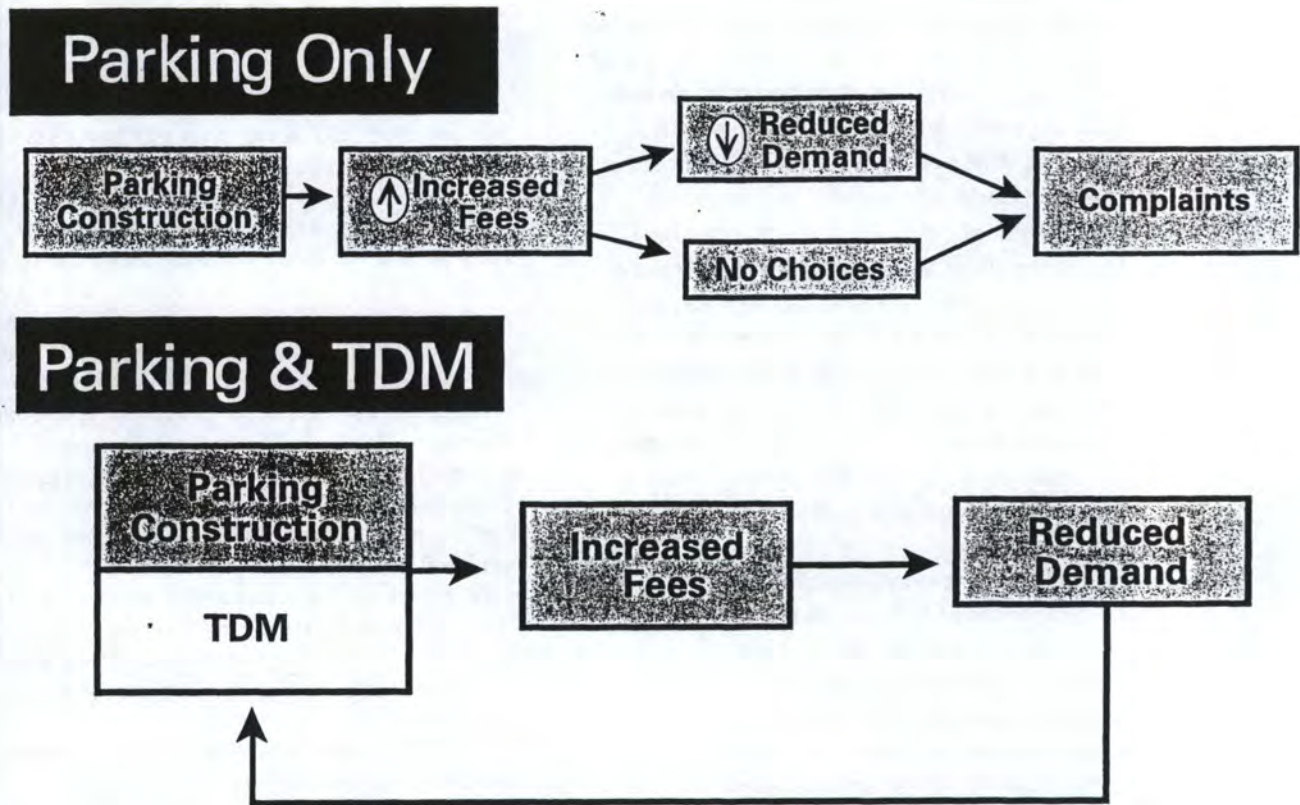 Parking Only
Parking
Construction
Increased
Fees
Reduced
Demand
No Choices
Complaints
Parking & TDM
Parking
Construction
TDM
Increased
Fees
Reduced
Demand